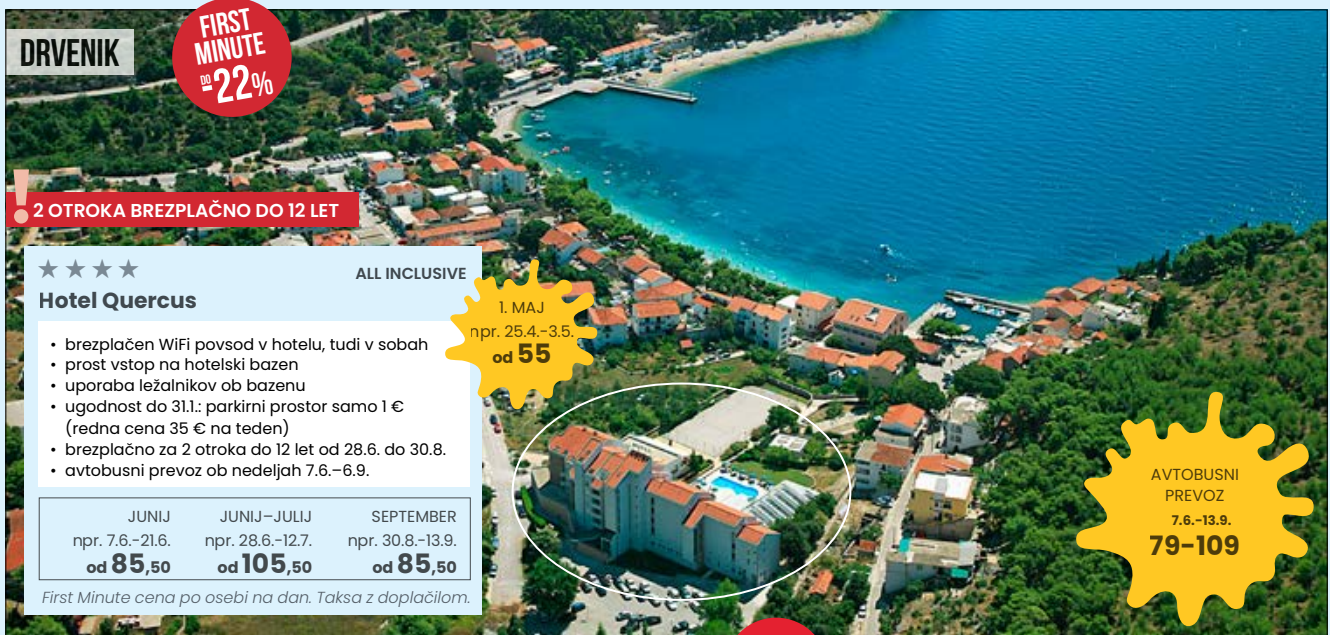 DRVENIK
FIRST
MINUTE
DO
-22%
! 2 OTROKA BREZPLAČNO DO 12 LET
★★★★
ALL INCLUSIVE
Hotel Quercus
• brezplačen WiFi povsod v hotelu, tudi v sobah
• prost vstop na hotelski bazen
• uporaba ležalnikov ob bazenu
• ugodnost do 31.1.: parkirni prostor samo 1 €
(redna cena 35 € na teden)
• brezplačno za 2 otroka do 12 let od 28.6. do 30.8.
• avtobusni prevoz ob nedeljah 7.6.–6.9.
JUNIJ
npr. 7.6.-21.6.
od 85,50
JUNIJ–JULIJ
npr. 28.6.-12.7.
od 105,50
SEPTEMBER
npr. 30.8.-13.9.
od 85,50
First Minute cena po osebi na dan. Taksa z doplačilom.
1. MAJ
npr. 25.4.-3.5.
od 55
AVTOBUSNI
PREVOZ
7.6.-13.9.
79-109